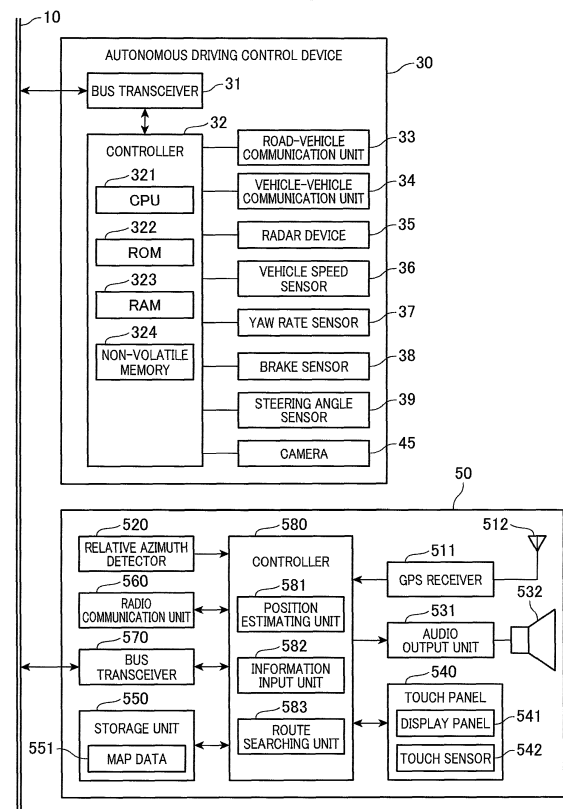 10
AUTONOMOUS DRIVING CONTROL DEVICE
30
BUS TRANSCEIVER
31
32
CONTROLLER
321
CPU
322
ROM
323
RAM
324
NON-VOLATILE
MEMORY
ROAD-VEHICLE
COMMUNICATION UNIT
33
VEHICLE-VEHICLE
COMMUNICATION UNIT
34
RADAR DEVICE
35
VEHICLE SPEED
SENSOR
36
YAW RATE SENSOR
37
BRAKE SENSOR
38
STEERING ANGLE
SENSOR
39
CAMERA
45
50
520
RELATIVE AZIMUTH
DETECTOR
560
RADIO
COMMUNICATION UNIT
570
BUS
TRANSCEIVER
550
STORAGE UNIT
551
MAP DATA
580
CONTROLLER
581
POSITION
ESTIMATING UNIT
582
INFORMATION
INPUT UNIT
583
ROUTE
SEARCHING UNIT
512
511
GPS RECEIVER
532
531
AUDIO
OUTPUT UNIT
540
TOUCH PANEL
DISPLAY PANEL
541
TOUCH SENSOR
542